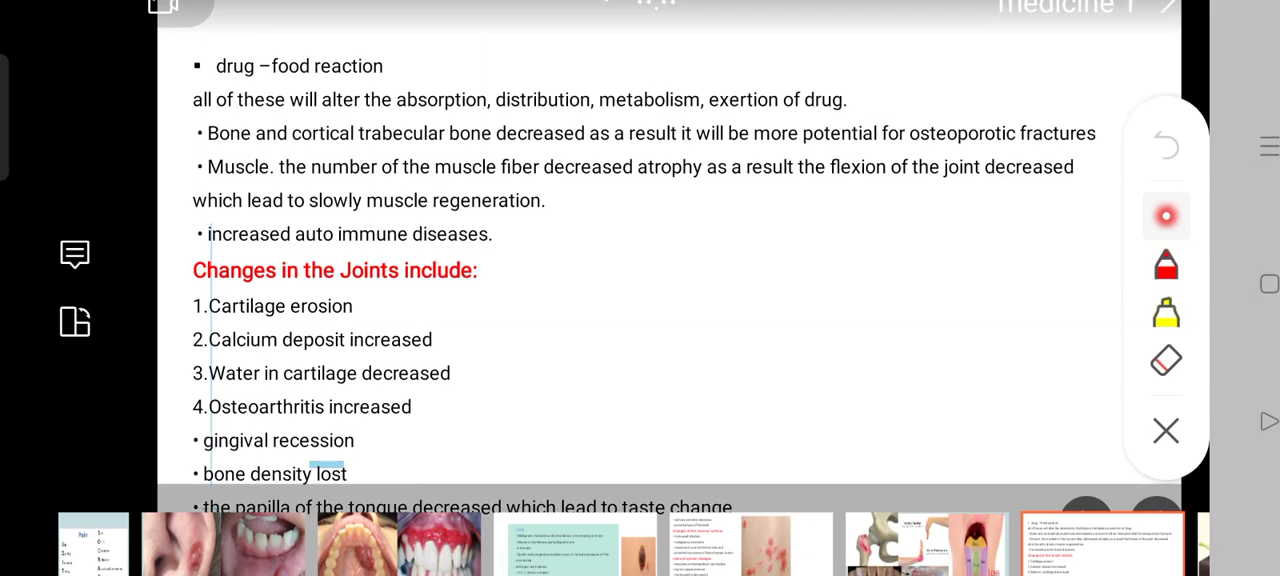 medicine 1
▪ drug –food reaction
all of these will alter the absorption, distribution, metabolism, exertion of drug.
• Bone and cortical trabecular bone decreased as a result it will be more potential for osteoporotic fractures
• Muscle. the number of the muscle fiber decreased atrophy as a result the flexion of the joint decreased
which lead to slowly muscle regeneration.
• increased auto immune diseases.
Changes in the Joints include:
1.Cartilage erosion
2.Calcium deposit increased
3.Water in cartilage decreased
4.Osteoarthritis increased
• gingival recession
• bone density lost
• the papilla of the tongue decreased which lead to taste change
Pain